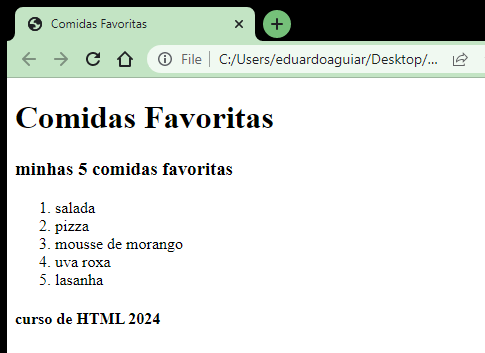 Comidas Favoritas
File | C:/Users/eduardoaguiar/Desktop/...
Comidas Favoritas
minhas 5 comidas favoritas
1. salada
2. pizza
3. mousse de morango
4. uva roxa
5. lasanha
curso de HTML 2024